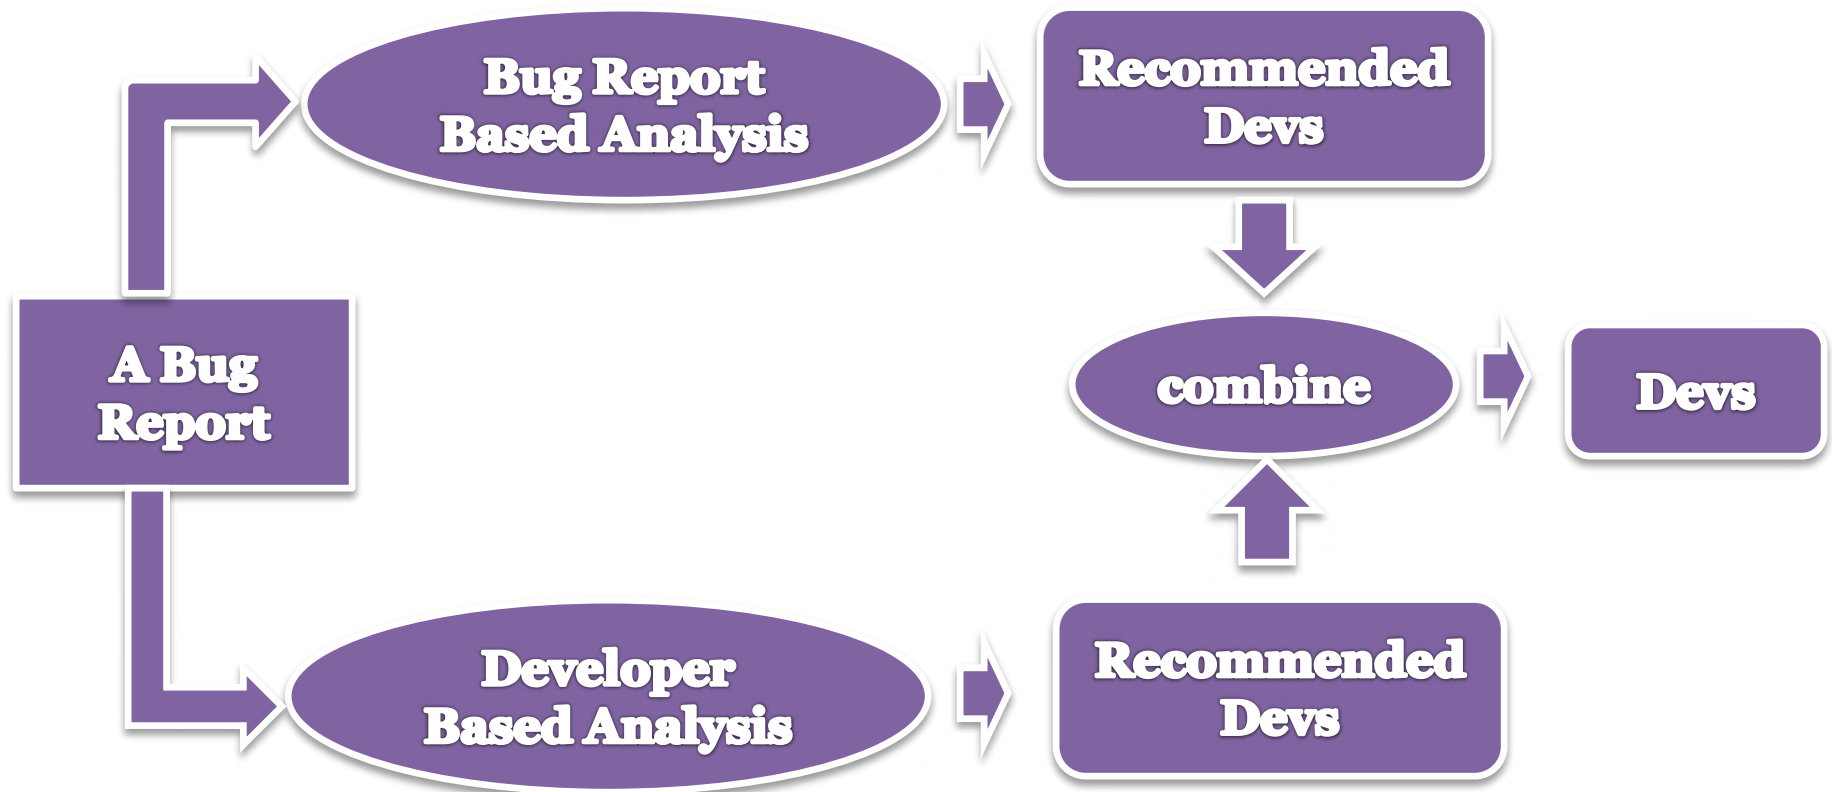 Bug Report
Based Analysis
Recommended
Devs
A Bug
Report
combine
Devs
Developer
Based Analysis
Recommended
Devs